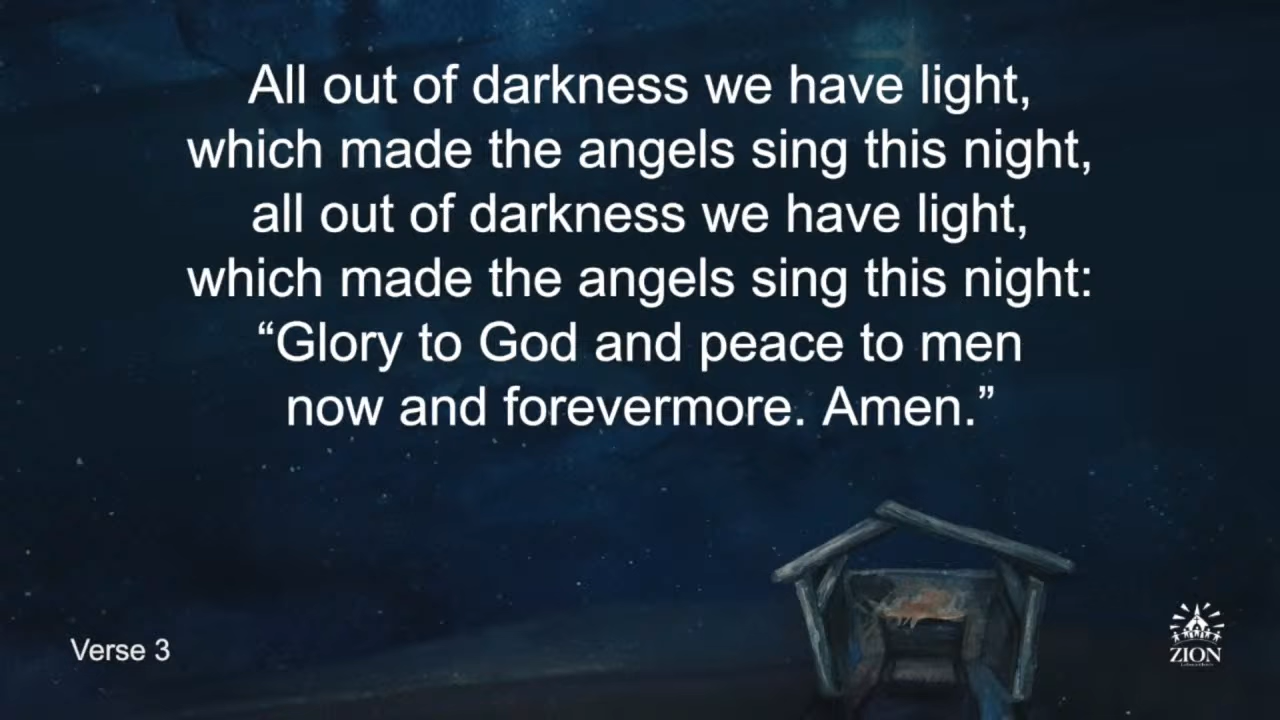 All out of darkness we have light,
which made the angels sing this night,
all out of darkness we have light,
which made the angels sing this night:
“Glory to God and peace to men
now and forevermore. Amen.”
Verse 3
ZION